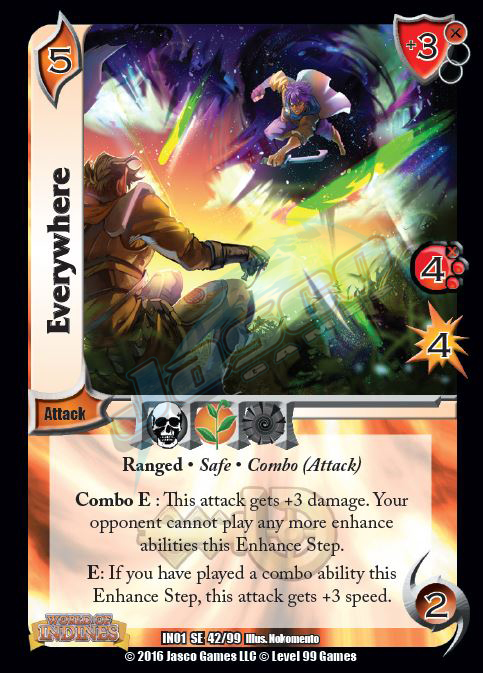 5
+3
Everywhere
4
4
Attack
Ranged • Safe • Combo (Attack)
Combo E : This attack gets +3 damage. Your
opponent cannot play any more enhance
abilities this Enhance Step.
E: If you have played a combo ability this
Enhance Step, this attack gets +3 speed.
2
WORLD OF
INDINES
IN01 SE 42/99 Illus. Nokomento
© 2016 Jasco Games LLC © Level 99 Games